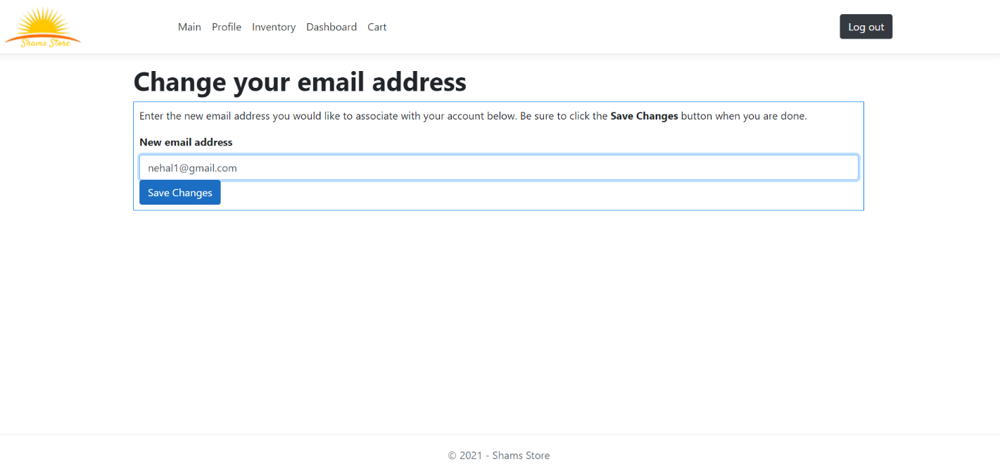 Shams Store
Main Profile Inventory Dashboard Cart Log out
Change your email address
Enter the new email address you would like to associate with your account below. Be sure to click the Save Changes button when you are done.
New email address
nehal1@gmail.com
Save Changes
© 2021 - Shams Store